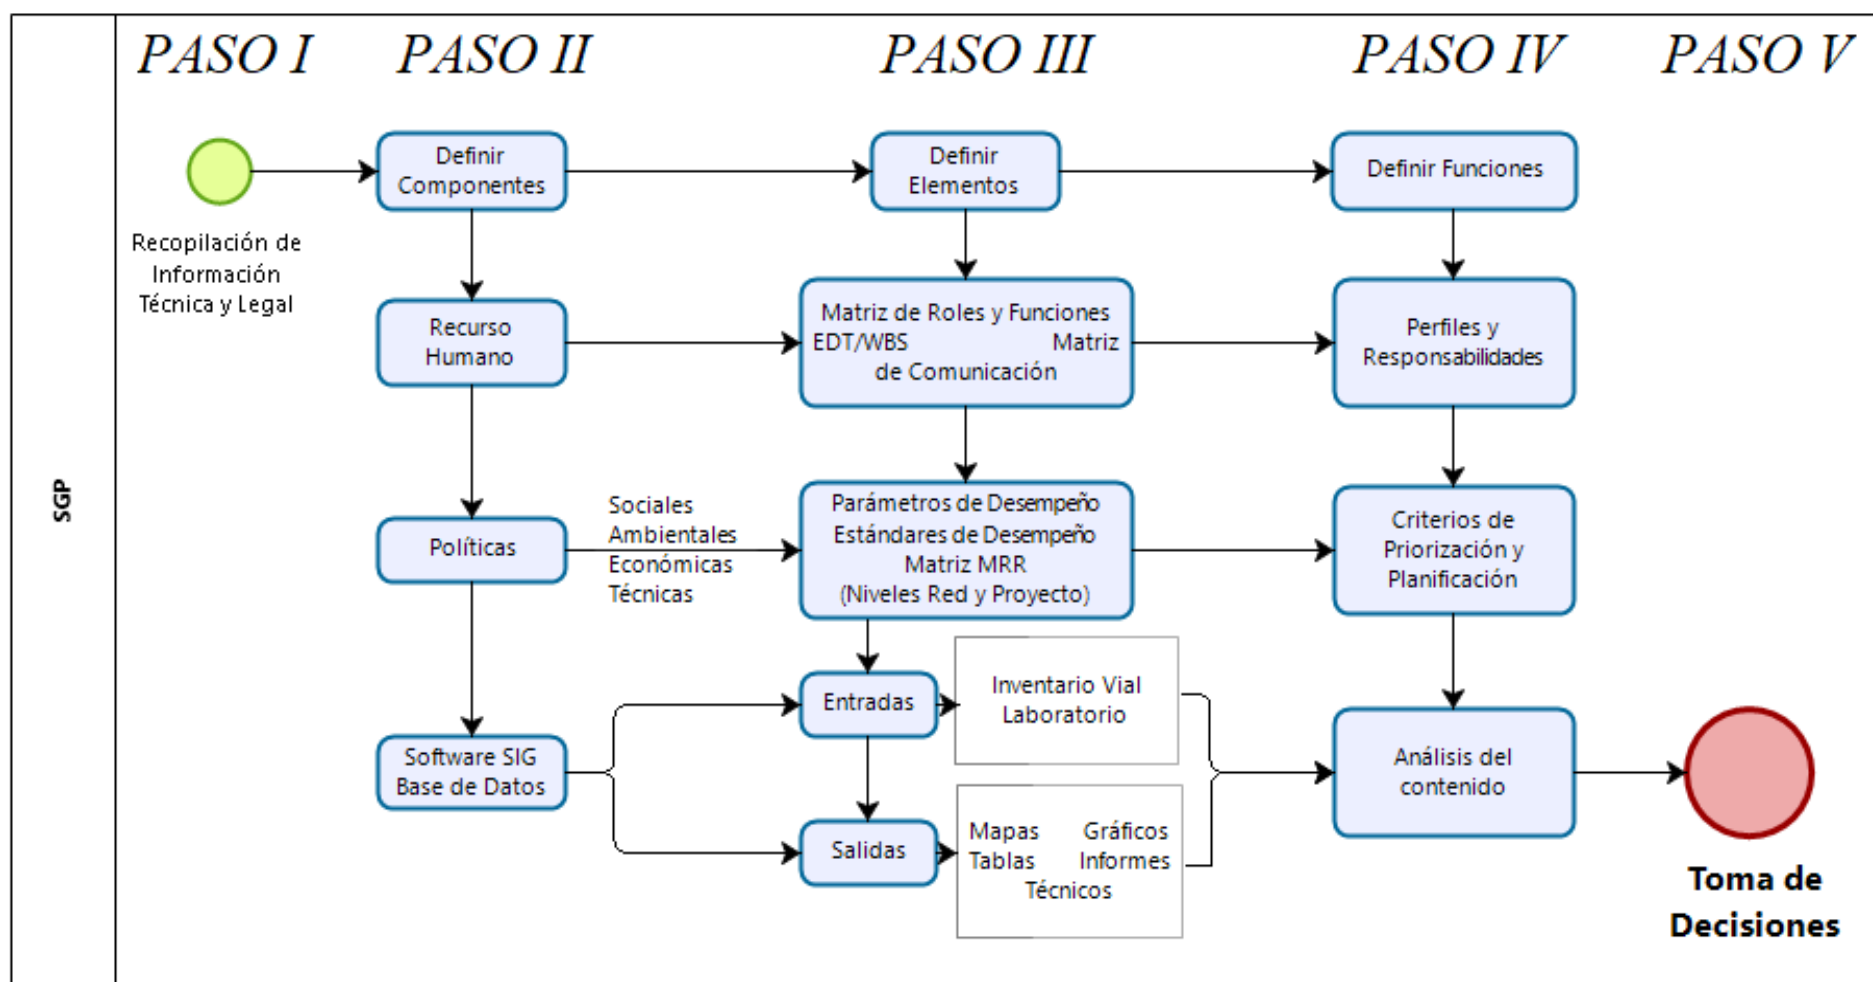 PASO I
PASO II
PASO III
PASO IV
PASO V
SGP
Recopilación de
Información
Técnica y Legal
Definir
Componentes
Definir
Elementos
Definir Funciones
Recurso
Humano
Matriz de Roles y Funciones
EDT/WBS Matriz
de Comunicación
Perfiles y
Responsabilidades
Políticas
Sociales
Ambientales
Económicas
Técnicas
Parámetros de Desempeño
Estándares de Desempeño
Matriz MRR
(Niveles Red y Proyecto)
Criterios de
Priorización y
Planificación
Software SIG
Base de Datos
Entradas
Inventario Vial
Laboratorio
Salidas
Mapas Gráficos
Tablas Informes
Técnicos
Análisis del
contenido
Toma de
Decisiones